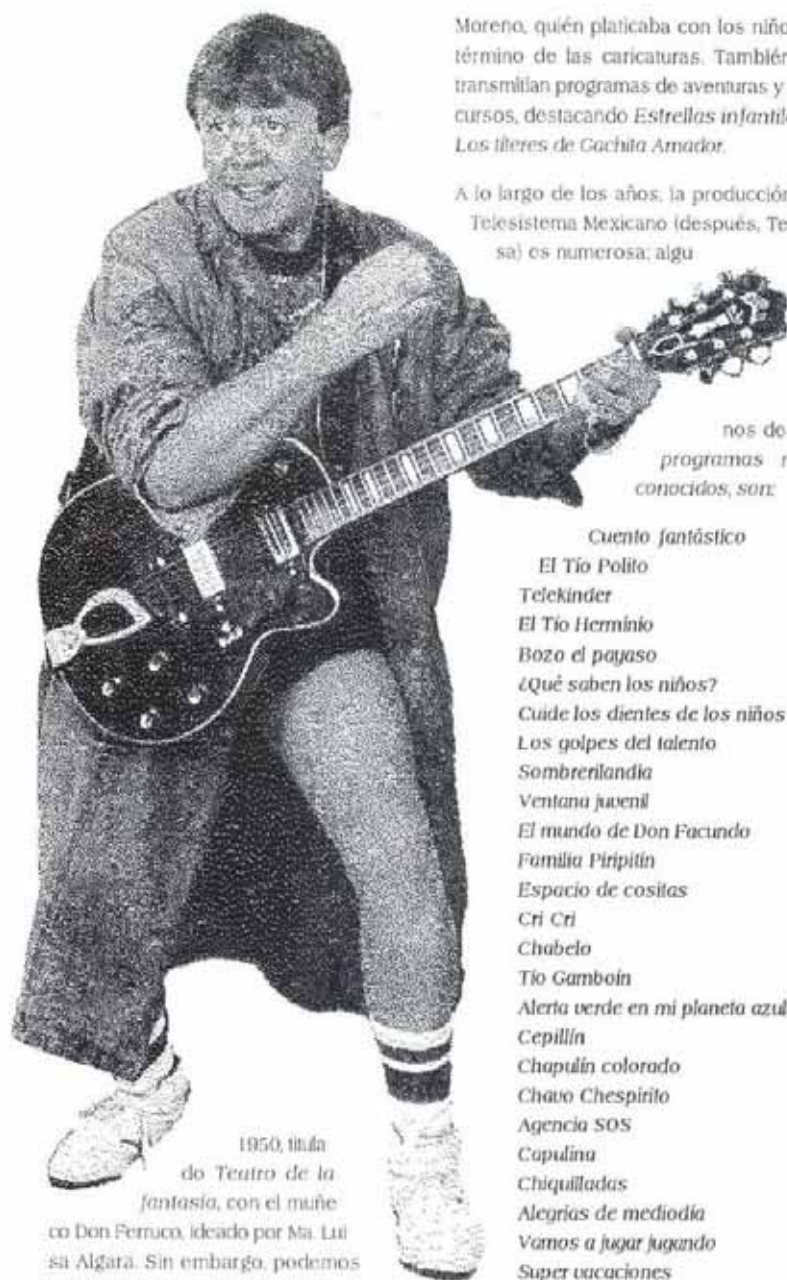 Moreno, quién platicaba con los niño
término de las caricaturas. También
transmitían programas de aventuras y
cursos, destacando Estrellas infantile
Los títeres de Cachita Amador.
A lo largo de los años, la producción
Telesistema Mexicano (después, Te
sa) es numerosa; algu
nos de
programas
conocidos, son:
Cuento fantástico
El Tío Polito
Telekinder
El Tío Herminio
Bozo el payaso
¿Qué saben los niños?
Cuide los dientes de los niños
Los golpes del talento
Sombrerilandia
Ventana juvenil
El mundo de Don Facundo
Familia Piripitin
Espacio de cositas
Cri Cri
Chabelo
Tío Gamboín
Alerta verde en mi planeta azul
Cepillín
Chapulín colorado
Chavo Chespirito
Agencia SOS
Capulina
Chiquilladas
Alegrías de mediodía
Vamos a jugar jugando
Super vacaciones
1950, titula
do Teatro de la
fantasía, con el muñe
co Don Ferruco, ideado por Ma. Lui
sa Algara. Sin embargo, podemos